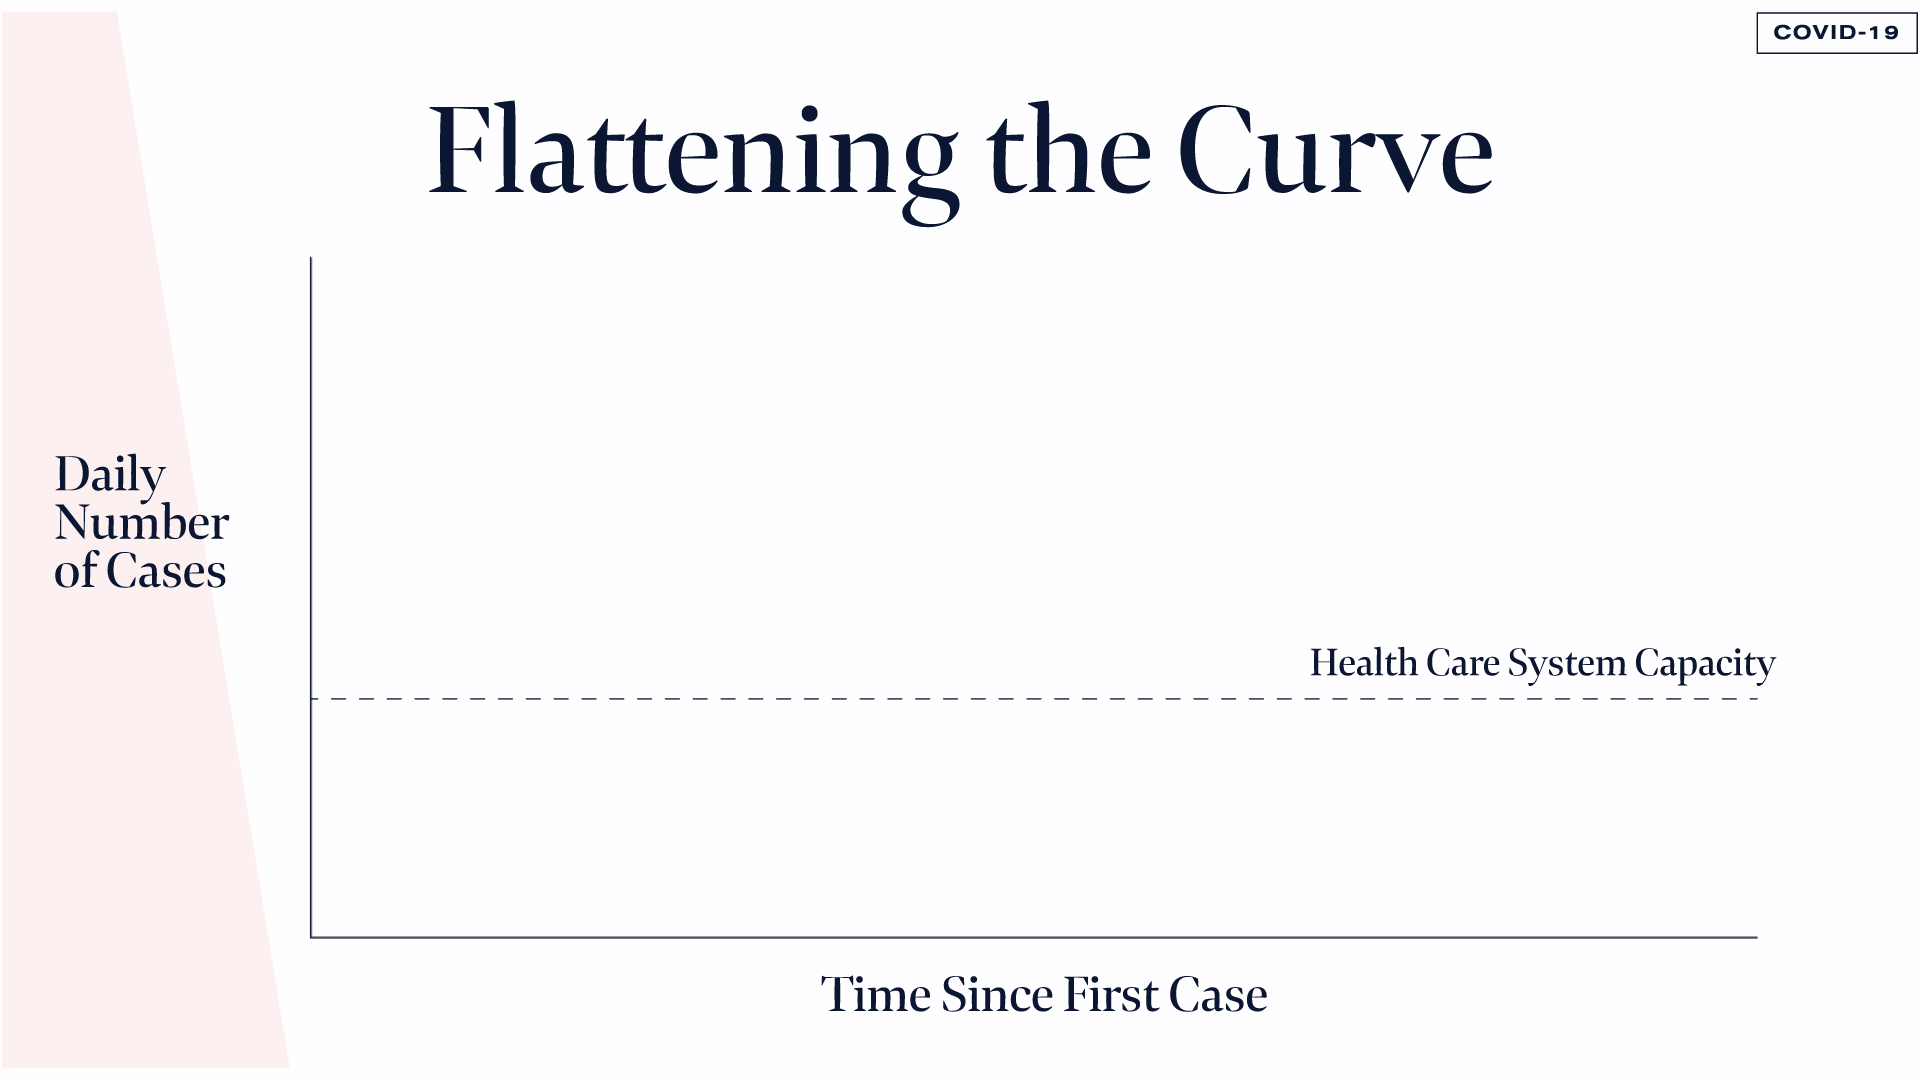 COVID-19
Flattening the Curve
Daily
Number
of Cases
Health Care System Capacity
Time Since First Case